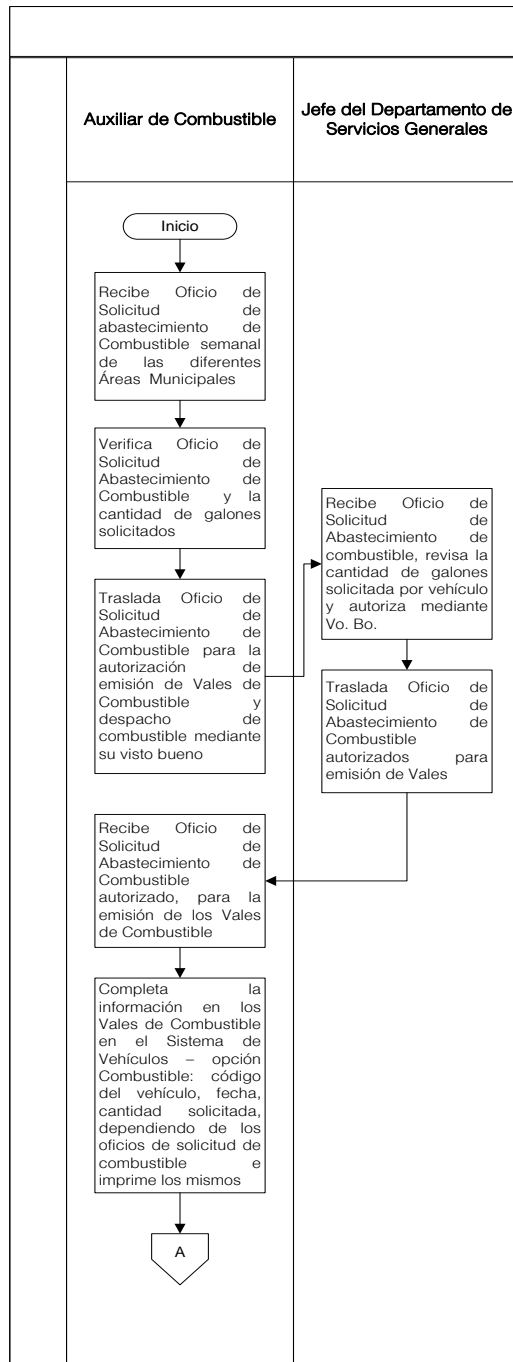 Auxiliar de Combustible
Jefe del Departamento de
Servicios Generales
Inicio
Recibe Oficio de
Solicitud de
abastecimiento de
Combustible semanal
de las diferentes
Áreas Municipales
Verifica Oficio de
Solicitud de
Abastecimiento de
Combustible y la
cantidad de galones
solicitados
Traslada Oficio de
Solicitud de
Abastecimiento de
Combustible para la
autorización de
emisión de Vales de
Combustible y
despacho de
combustible mediante
su visto bueno
Recibe Oficio de
Solicitud de
Abastecimiento de
combustible, revisa la
cantidad de galones
solicitada por vehículo
y autoriza mediante
Vo. Bo.
Traslada Oficio de
Solicitud de
Abastecimiento de
Combustible
autorizados para
emisión de Vales
Recibe Oficio de
Solicitud de
Abastecimiento de
Combustible
autorizado, para la
emisión de los Vales
de Combustible
Completa la
información en los
Vales de Combustible
en el Sistema de
Vehículos – opción
Combustible: código
del vehículo, fecha,
cantidad solicitada,
dependiendo de los
oficios de solicitud de
combustible e
imprime los mismos
A